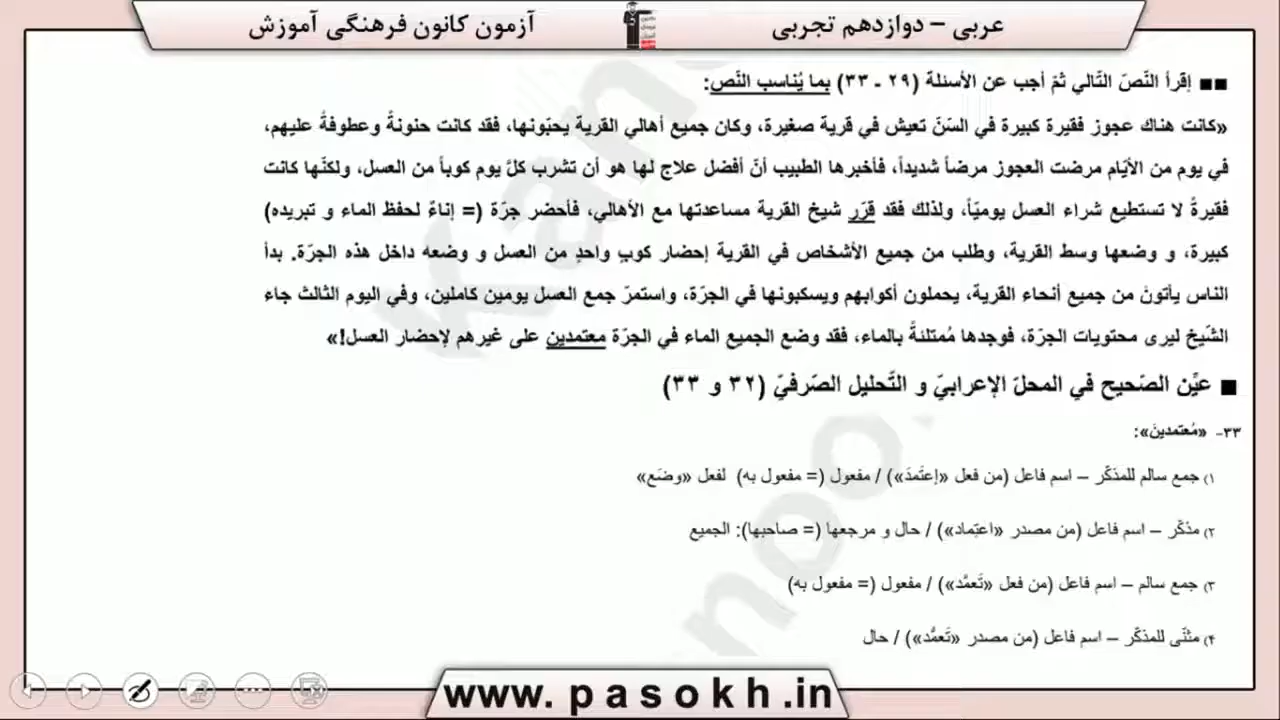 عربی – دوازدهم تجربی
آزمون کانون فرهنگی آموزش
■■ إقرأ النّصّ التّالي ثمّ أجب عن الأسئلة (۲۹ ـ ۳۳) بما يُناسب النّص:
«كانت هناك عجوز فقيرة كبيرة في السّنّ تعيش في قرية صغيرة، وكان جميع أهالي القرية يحبّونها، فقد كانت حنونةً وعطوفةً عليهم،
في يوم من الأيّام مرضت العجوز مرضاً شديداً، فأخبرها الطبيب أنّ أفضل علاج لها هو أن تشرب كلَّ يوم كوباً من العسل، ولكنّها كانت
فقيرةً لا تستطيع شراء العسل يوميّاً، ولذلك فقد قرّر شيخ القرية مساعدتها مع الأهالي، فأحضر جرّة (= إناءً لحفظ الماء و تبريده)
كبيرة، و وضعها وسط القرية، وطلب من جميع الأشخاص في القرية إحضار كوبٍ واحدٍ من العسل و وضعه داخل هذه الجرّة. بدأ
الناس يأتونَ من جميع أنحاء القرية، يحملون أكوابهم ويسكبونها في الجرّة، واستمرّ جمع العسل يومين كاملين، وفي اليوم الثالث جاء
الشّيخ ليرى محتويات الجرّة، فوجدها مُمتلئةً بالماء، فقد وضع الجميع الماء في الجرّة معتمدين على غيرهم لإحضار العسل!»
■ عيِّن الصّحيح في المحلّ الإعرابيّ و التّحليل الصّرفيّ (۳۲ و ۳۳)
۳۳- «مُعتمدينَ»:
۱) جمع سالم للمذكّر – اسم فاعل (من فعل «إعتَمدَ») / مفعول (= مفعول به) لفعل «وضَع»
۲) مذكّر – اسم فاعل (من مصدر «اعتِماد») / حال و مرجعها (= صاحبها): الجميع
۳) جمع سالم – اسم فاعل (من فعل «تَعمَّد») / مفعول (= مفعول به)
۴) مثنّى للمذكّر – اسم فاعل (من مصدر «تَعمُّد») / حال
www. p a s o k h .in